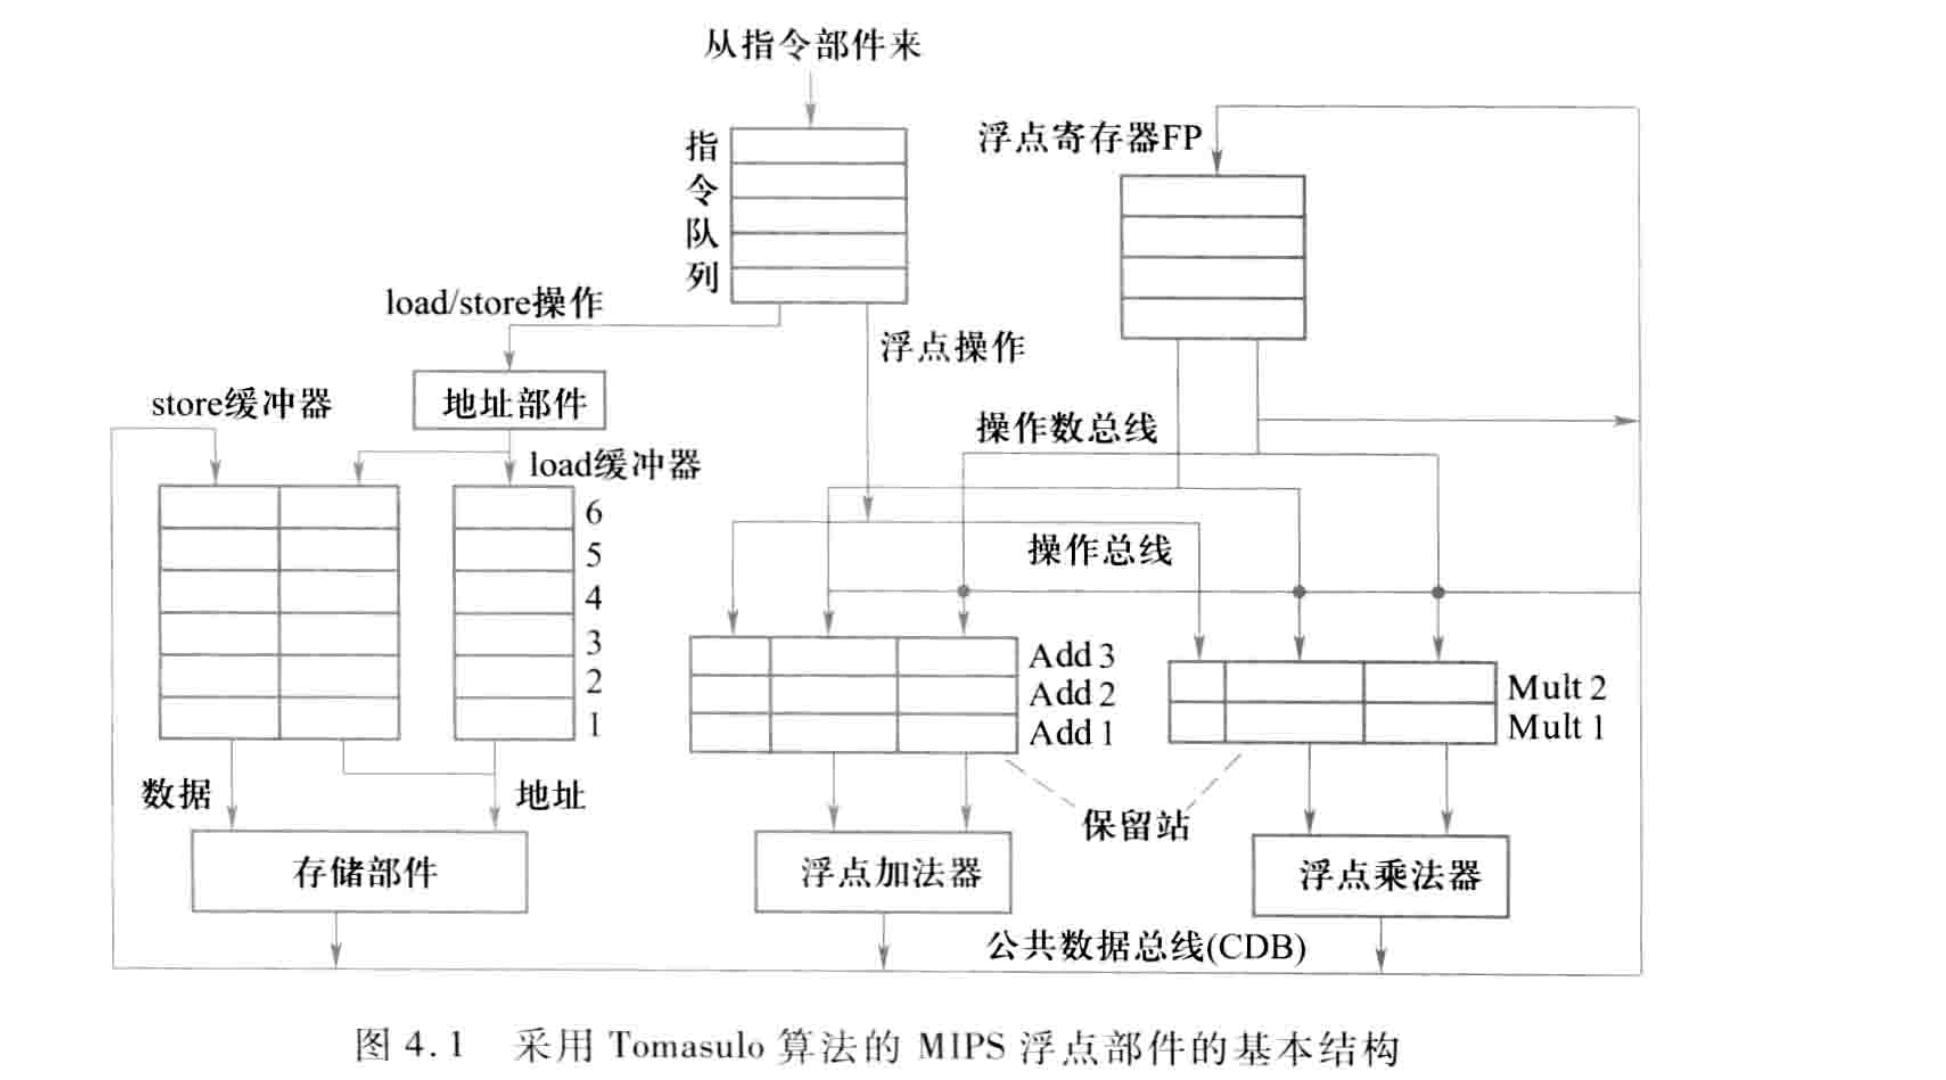 从指令部件来
指令队列
浮点寄存器FP
load/store操作
浮点操作
地址部件
store缓冲器
操作数总线
load缓冲器
6
5
4
3
2
1
操作总线
Add 3
Add 2
Add 1
Mult 2
Mult 1
数据
地址
保留站
存储部件
浮点加法器
浮点乘法器
公共数据总线(CDB)
图 4.1 采用 Tomasulo 算法的 MIPS 浮点部件的基本结构